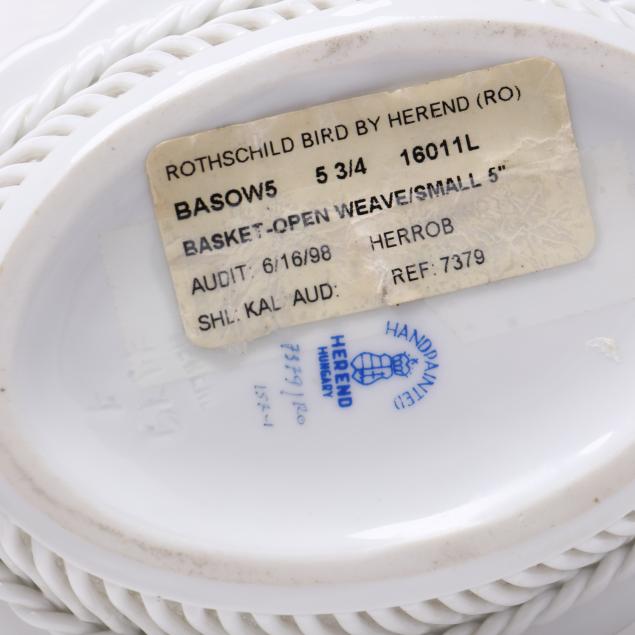 ROTHSCHILD BIRD BY HEREND (RO)
BASOW5 5 3/4 16011L
BASKET-OPEN WEAVE/SMALL 5"
AUDIT: 6/16/98 HERROB
SHL: KAL AUD: REF: 7379
HANDPAINTED
HEREND
HUNGARY
7379/RO